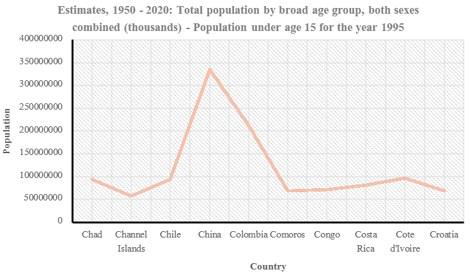 Estimates, 1950 - 2020: Total population by broad age group, both sexes
combined (thousands) - Population under age 15 for the year 1995
400000000
350000000
300000000
250000000
200000000
150000000
100000000
50000000
0
Population
Chad Channel Islands Chile China Colombia Comoros Congo Costa Rica Cote d'Ivoire Croatia
Country